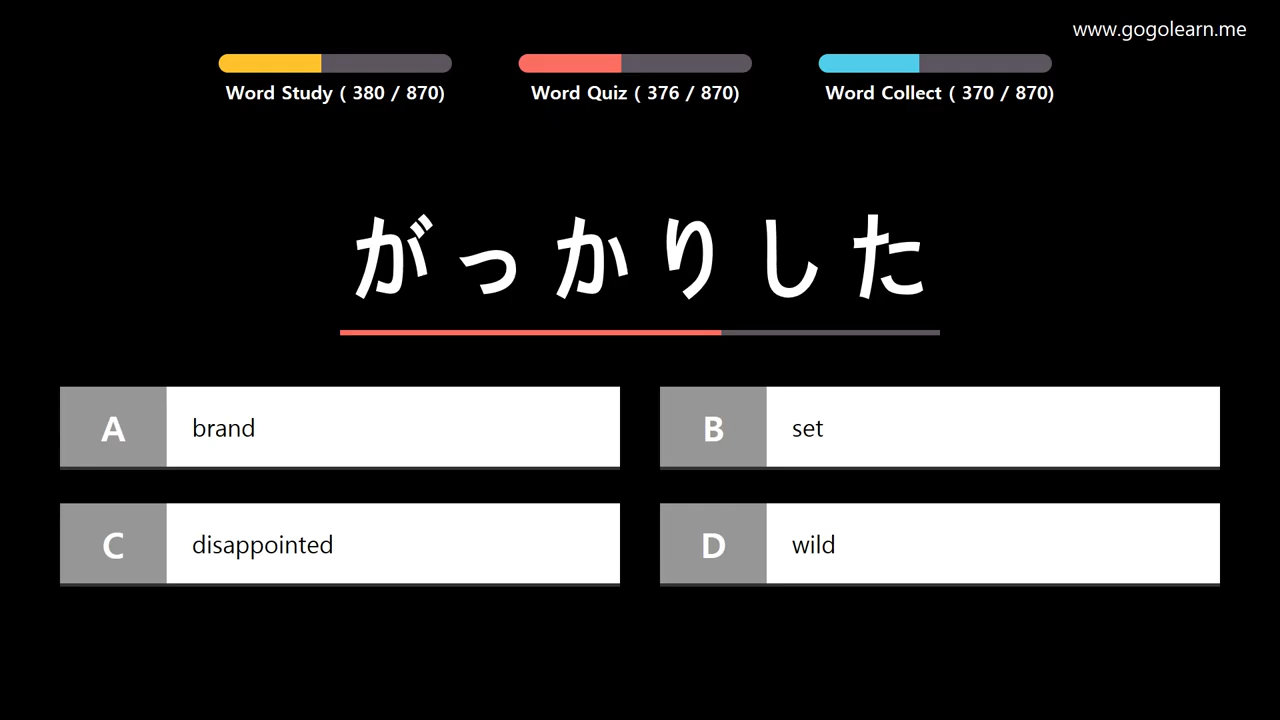 www.gogolearn.me
Word Study ( 380 / 870)
Word Quiz ( 376 / 870)
Word Collect ( 370 / 870)
がっかりした
A brand
B set
C disappointed
D wild